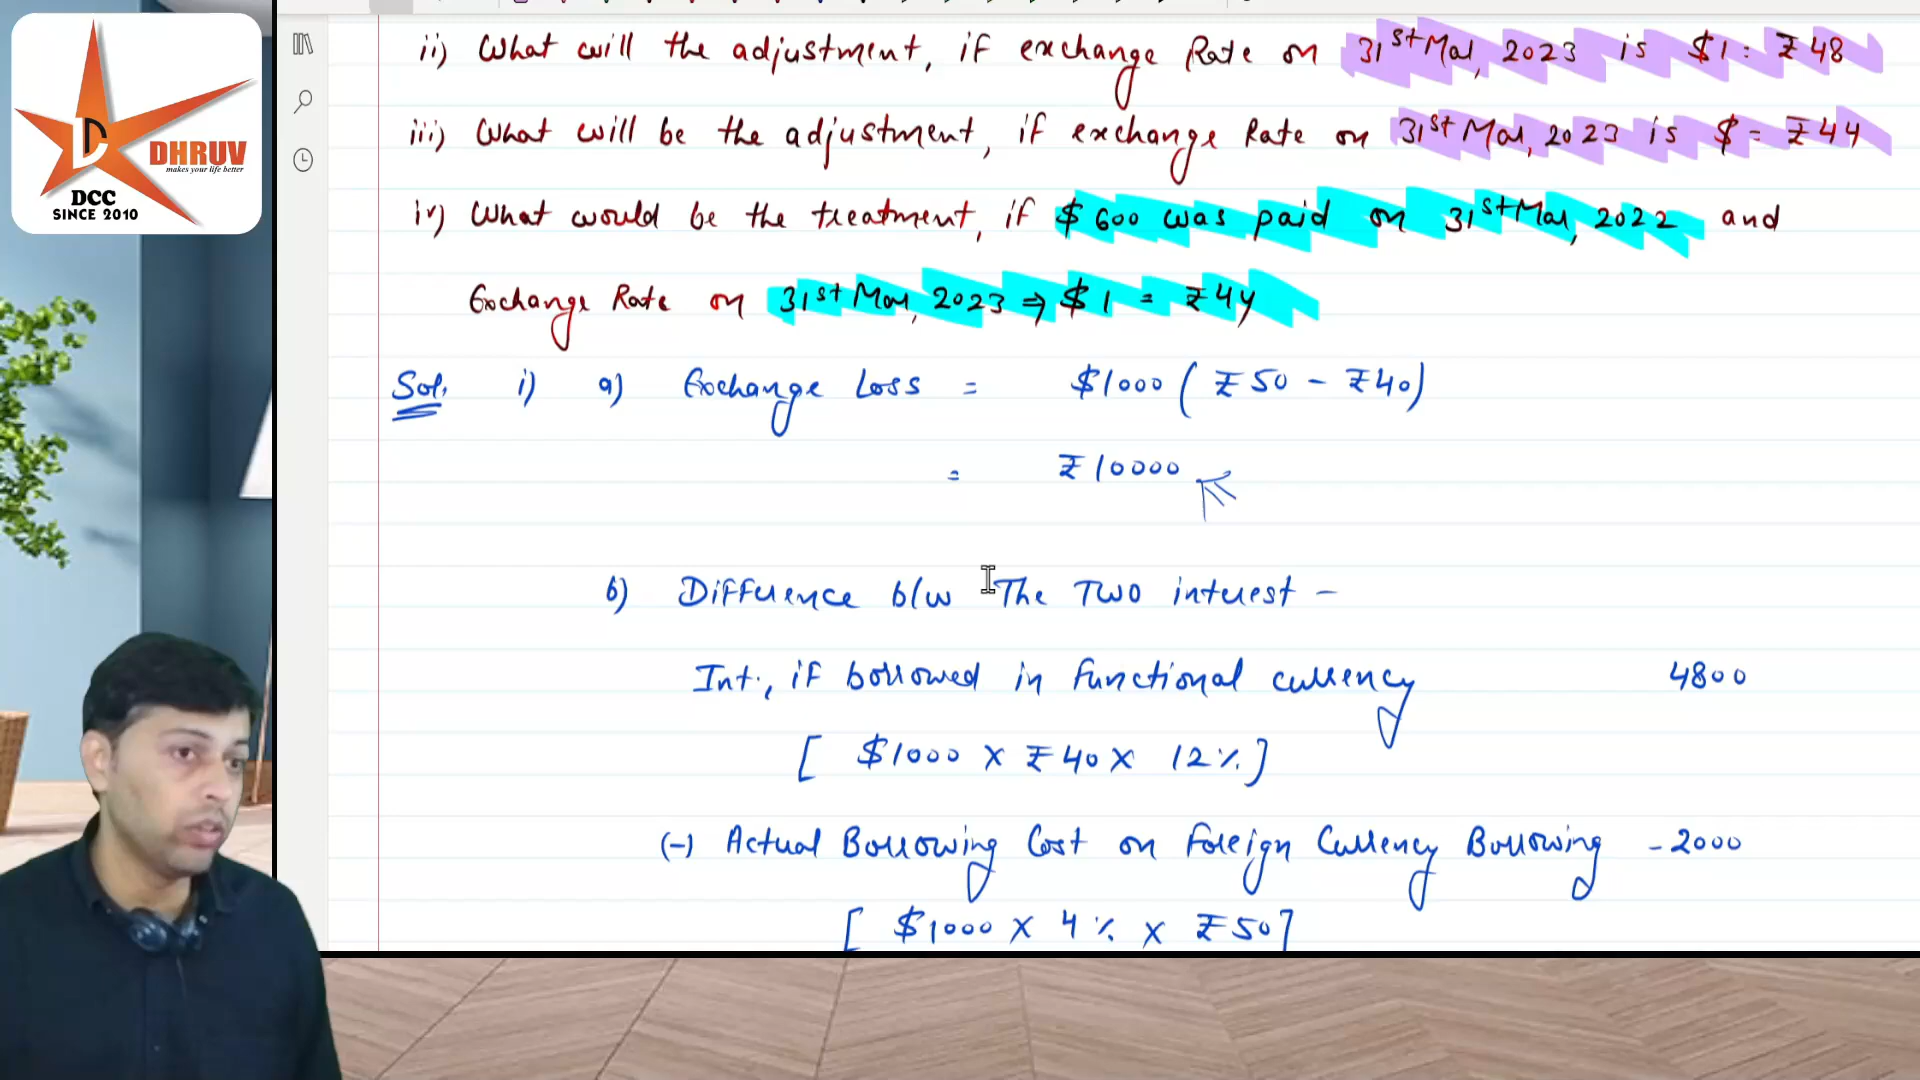 DHRUV
makes your life better
DCC
SINCE 2010
ii) What will the adjustment, if exchange Rate on 31st Mar, 2023 is $1 = ₹48
iii) What will be the adjustment, if exchange Rate on 31st Mar, 2023 is $ = ₹44
iv) What would be the treatment, if $600 was paid on 31st Mar, 2022 and
Exchange Rate on 31st Mar, 2023 ⇒ $1 = ₹44
Sol. i) a) Exchange Loss = $1000 (₹50 - ₹40)
= ₹10000
b) Difference b/w The Two interest -
Int., if borrowed in functional currency 4800
[ $1000 X ₹40 X 12%]
(-) Actual Borrowing Cost on Foreign Currency Borrowing - 2000
[ $1000 X 4% X ₹50]